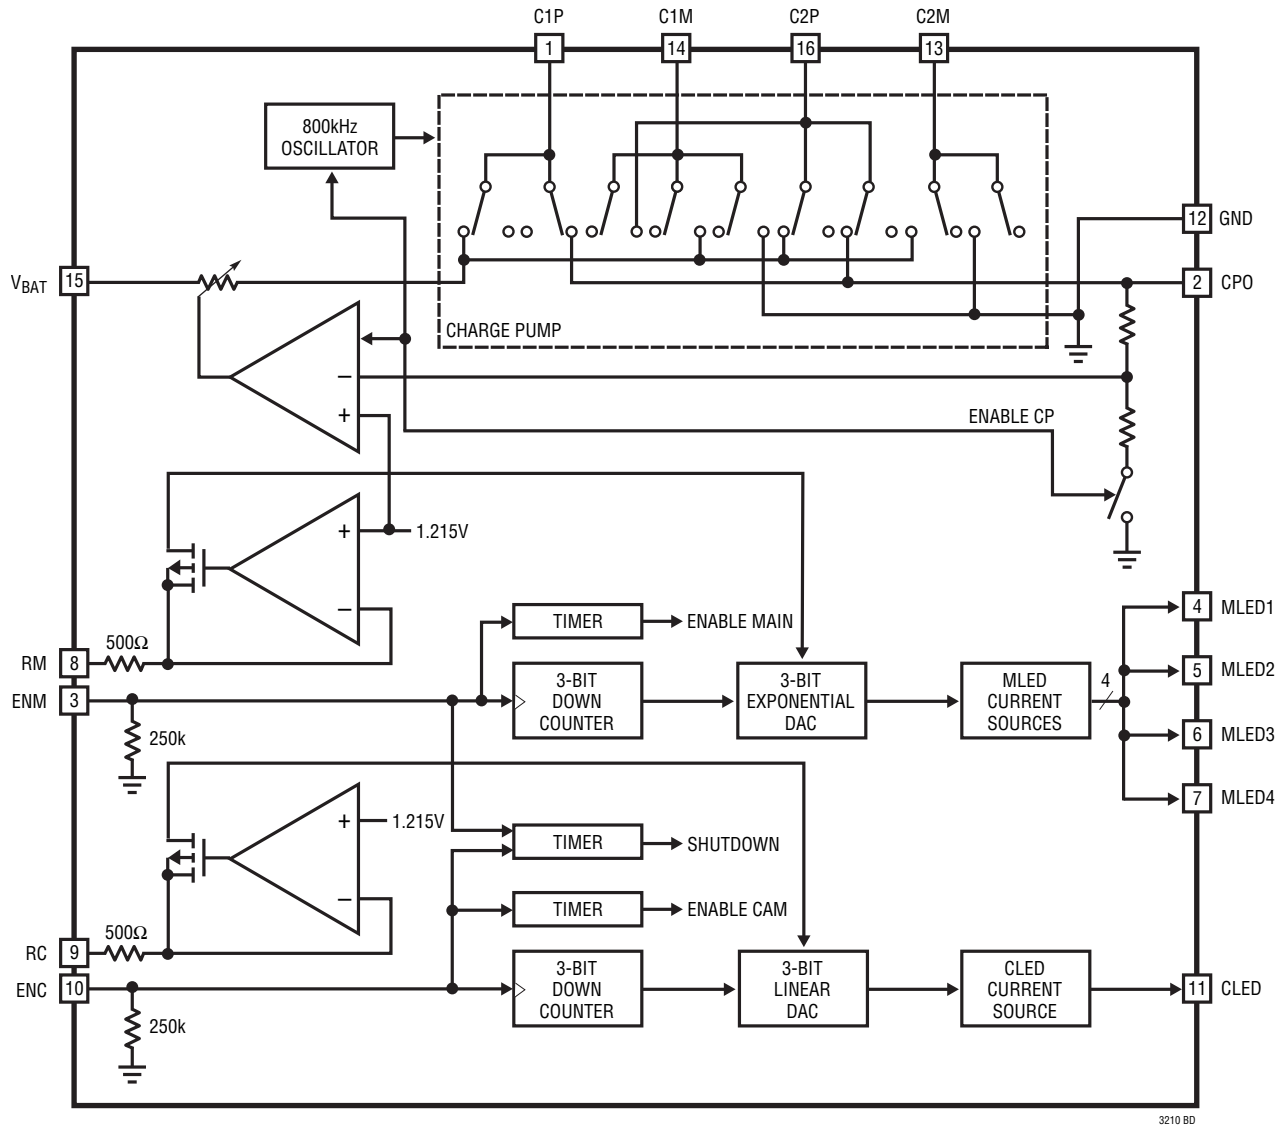 C1P
C1M
C2P
C2M
1
14
16
13
800kHz
OSCILLATOR
12
GND
VBAT
15
2
CPO
CHARGE PUMP
–
+
ENABLE CP
+
1.215V
–
4
MLED1
TIMER
ENABLE MAIN
500Ω
RM
8
5
MLED2
3-BIT
DOWN
COUNTER
3-BIT
EXPONENTIAL
DAC
MLED
CURRENT
SOURCES
4
ENM
3
250k
6
MLED3
7
MLED4
+
1.215V
TIMER
SHUTDOWN
–
TIMER
ENABLE CAM
500Ω
RC
9
3-BIT
DOWN
COUNTER
3-BIT
LINEAR
DAC
CLED
CURRENT
SOURCE
ENC
10
11
CLED
250k
3210 BD